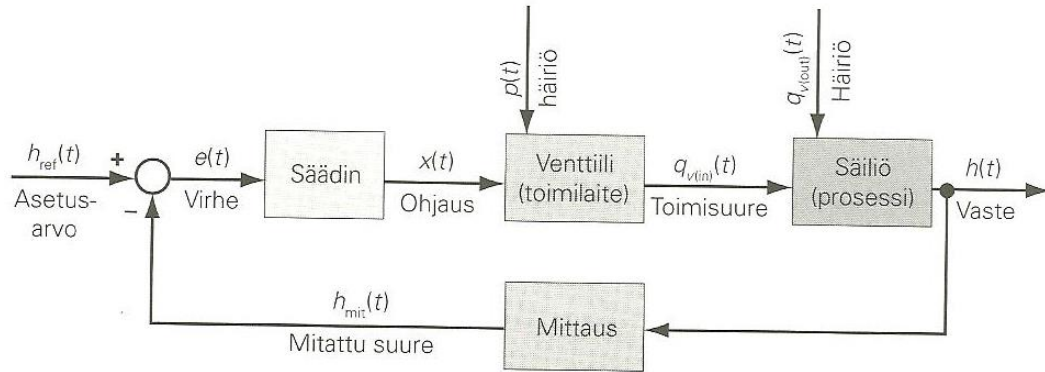 h_ref(t)
+
−
Asetus-
arvo
e(t)
Virhe
Säädin
x(t)
Ohjaus
p(t)
häiriö
Venttiili
(toimilaite)
q_v(in)(t)
Toimisuure
q_v(out)(t)
Häiriö
Säiliö
(prosessi)
h(t)
Vaste
h_mit(t)
Mitattu suure
Mittaus